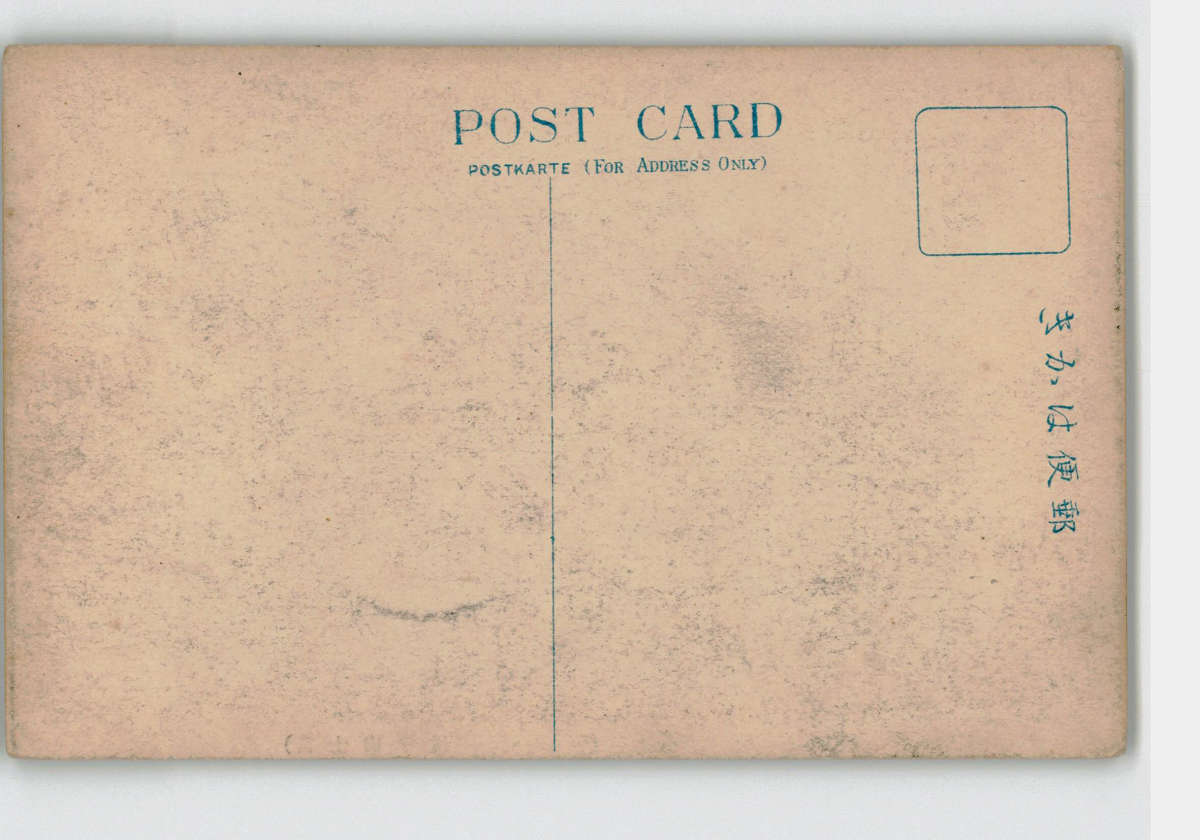 POST CARD
POSTKARTE (FOR ADDRESS ONLY)
郵便はかき